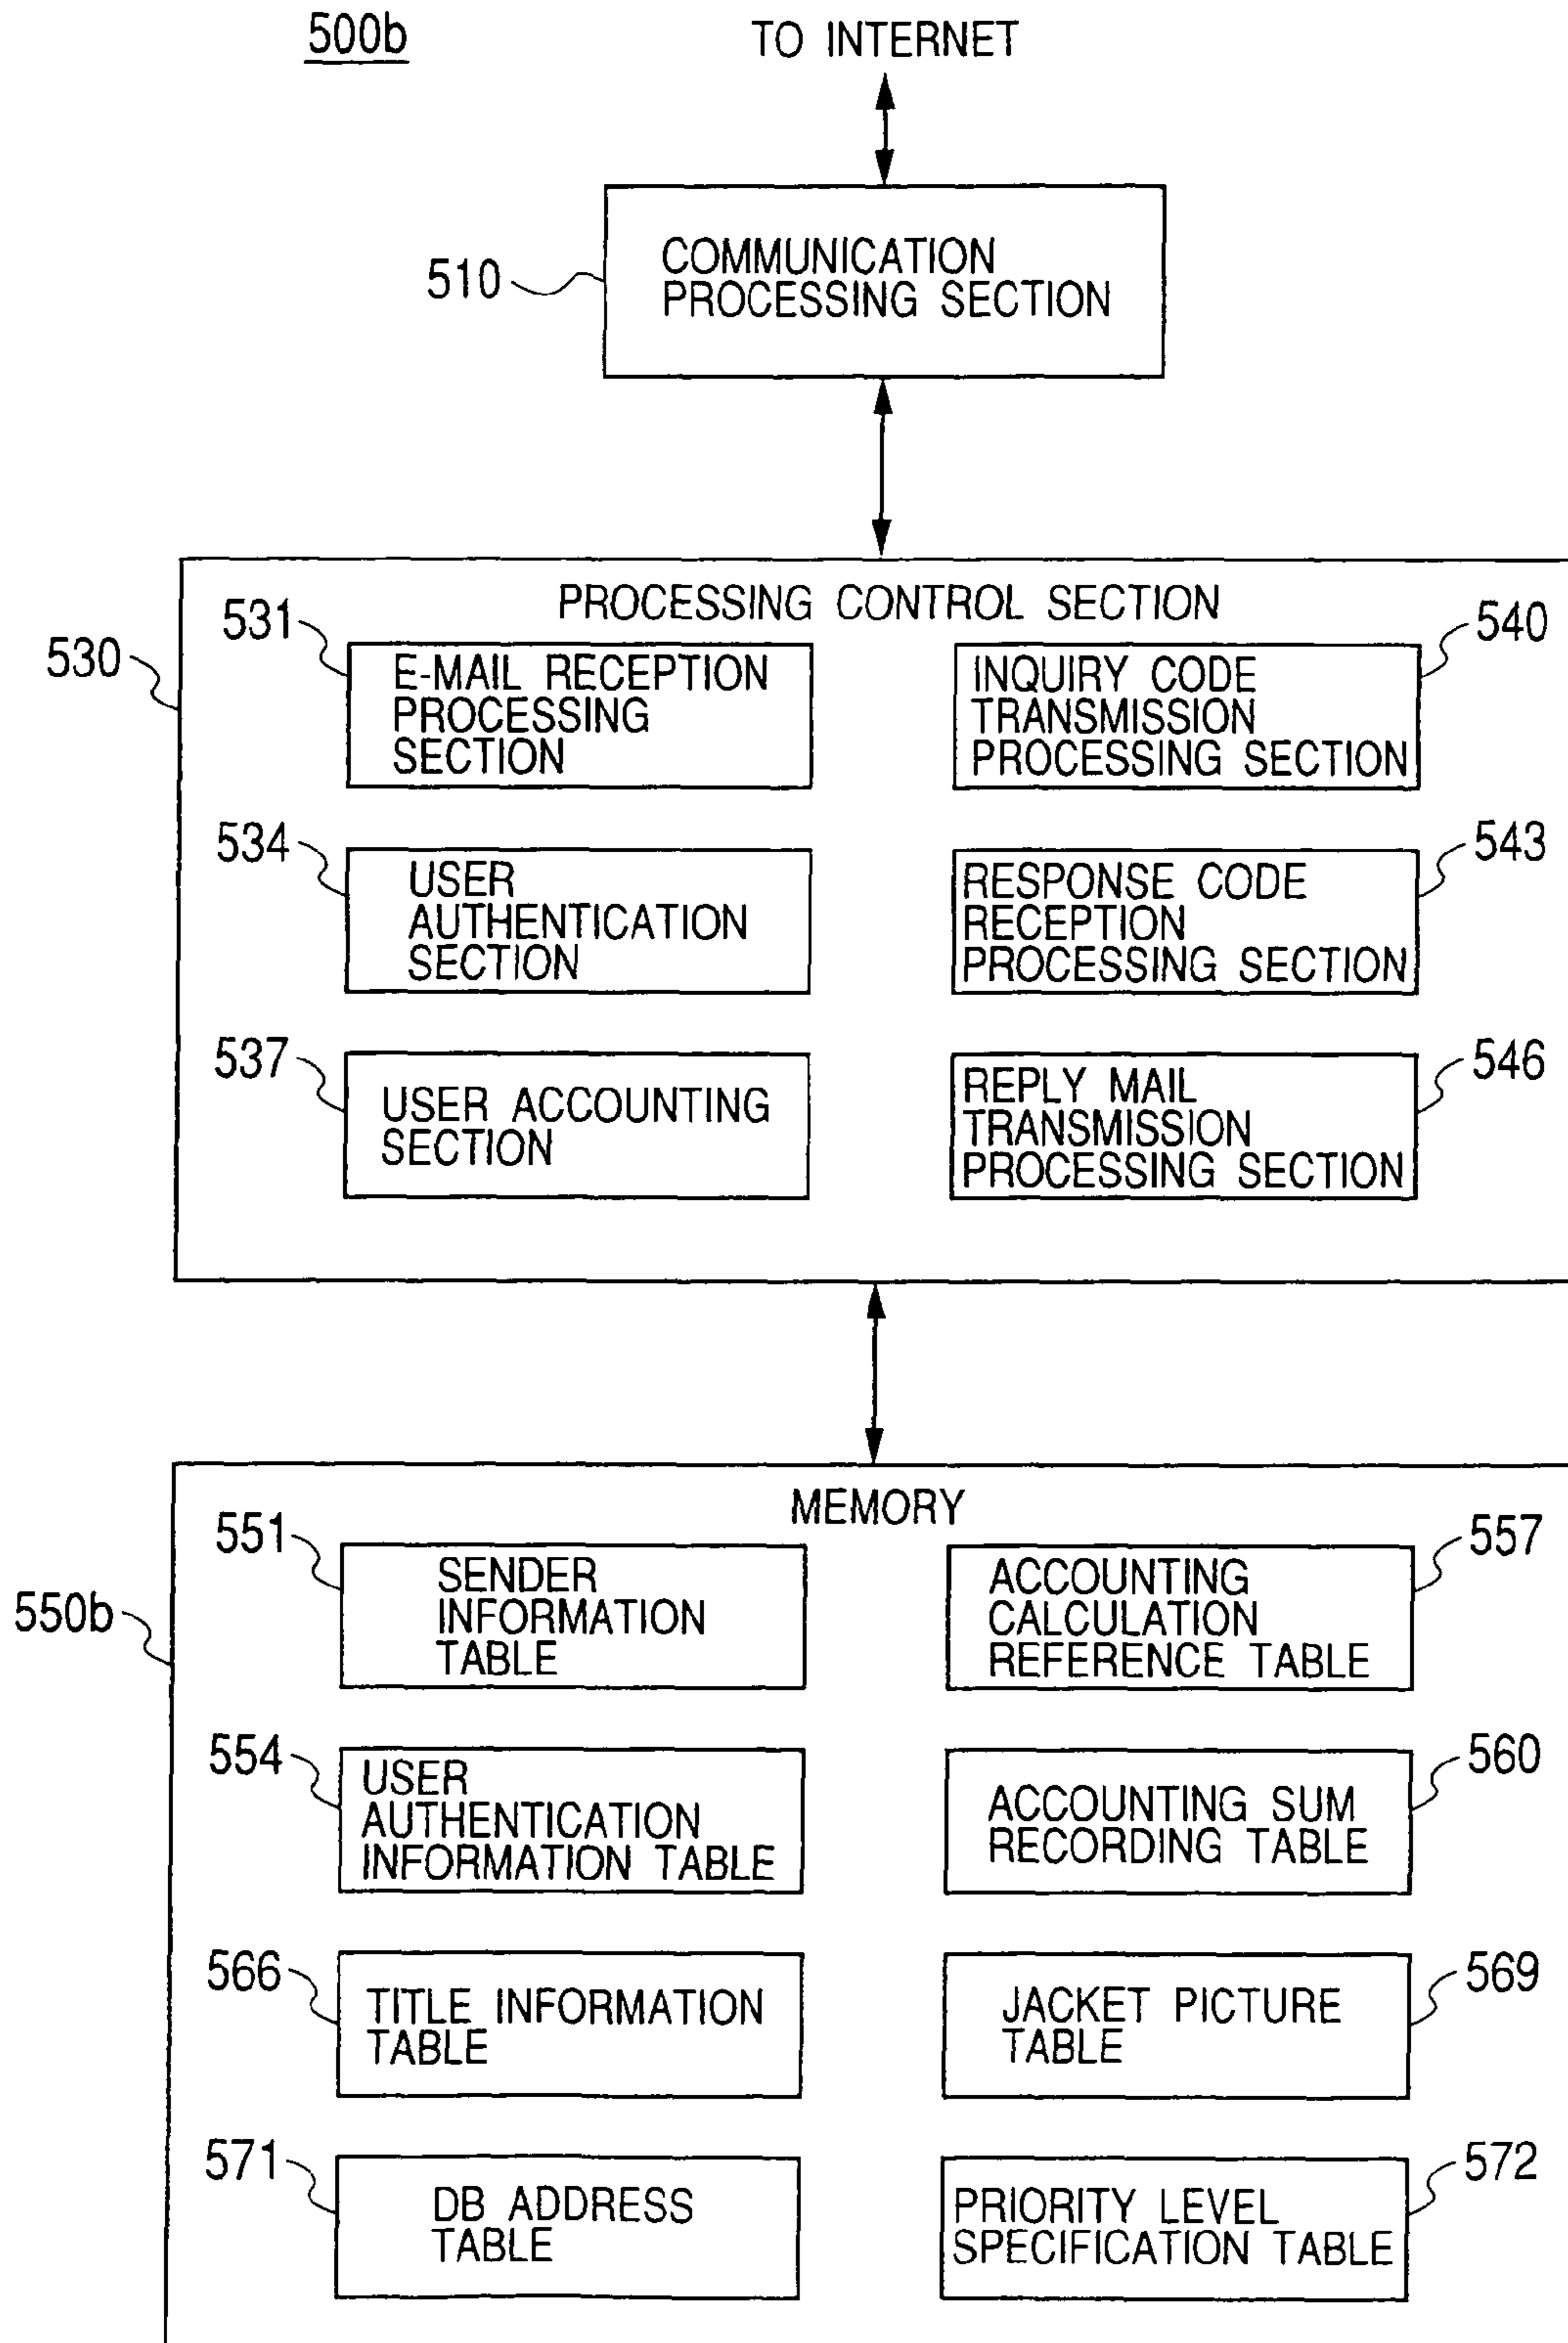 500b
TO INTERNET
510
COMMUNICATION
PROCESSING SECTION
530
PROCESSING CONTROL SECTION
531
E-MAIL RECEPTION
PROCESSING
SECTION
540
INQUIRY CODE
TRANSMISSION
PROCESSING SECTION
534
USER
AUTHENTICATION
SECTION
543
RESPONSE CODE
RECEPTION
PROCESSING SECTION
537
USER ACCOUNTING
SECTION
546
REPLY MAIL
TRANSMISSION
PROCESSING SECTION
550b
MEMORY
551
SENDER
INFORMATION
TABLE
557
ACCOUNTING
CALCULATION
REFERENCE TABLE
554
USER
AUTHENTICATION
INFORMATION TABLE
560
ACCOUNTING SUM
RECORDING TABLE
566
TITLE INFORMATION
TABLE
569
JACKET PICTURE
TABLE
571
DB ADDRESS
TABLE
572
PRIORITY LEVEL
SPECIFICATION TABLE